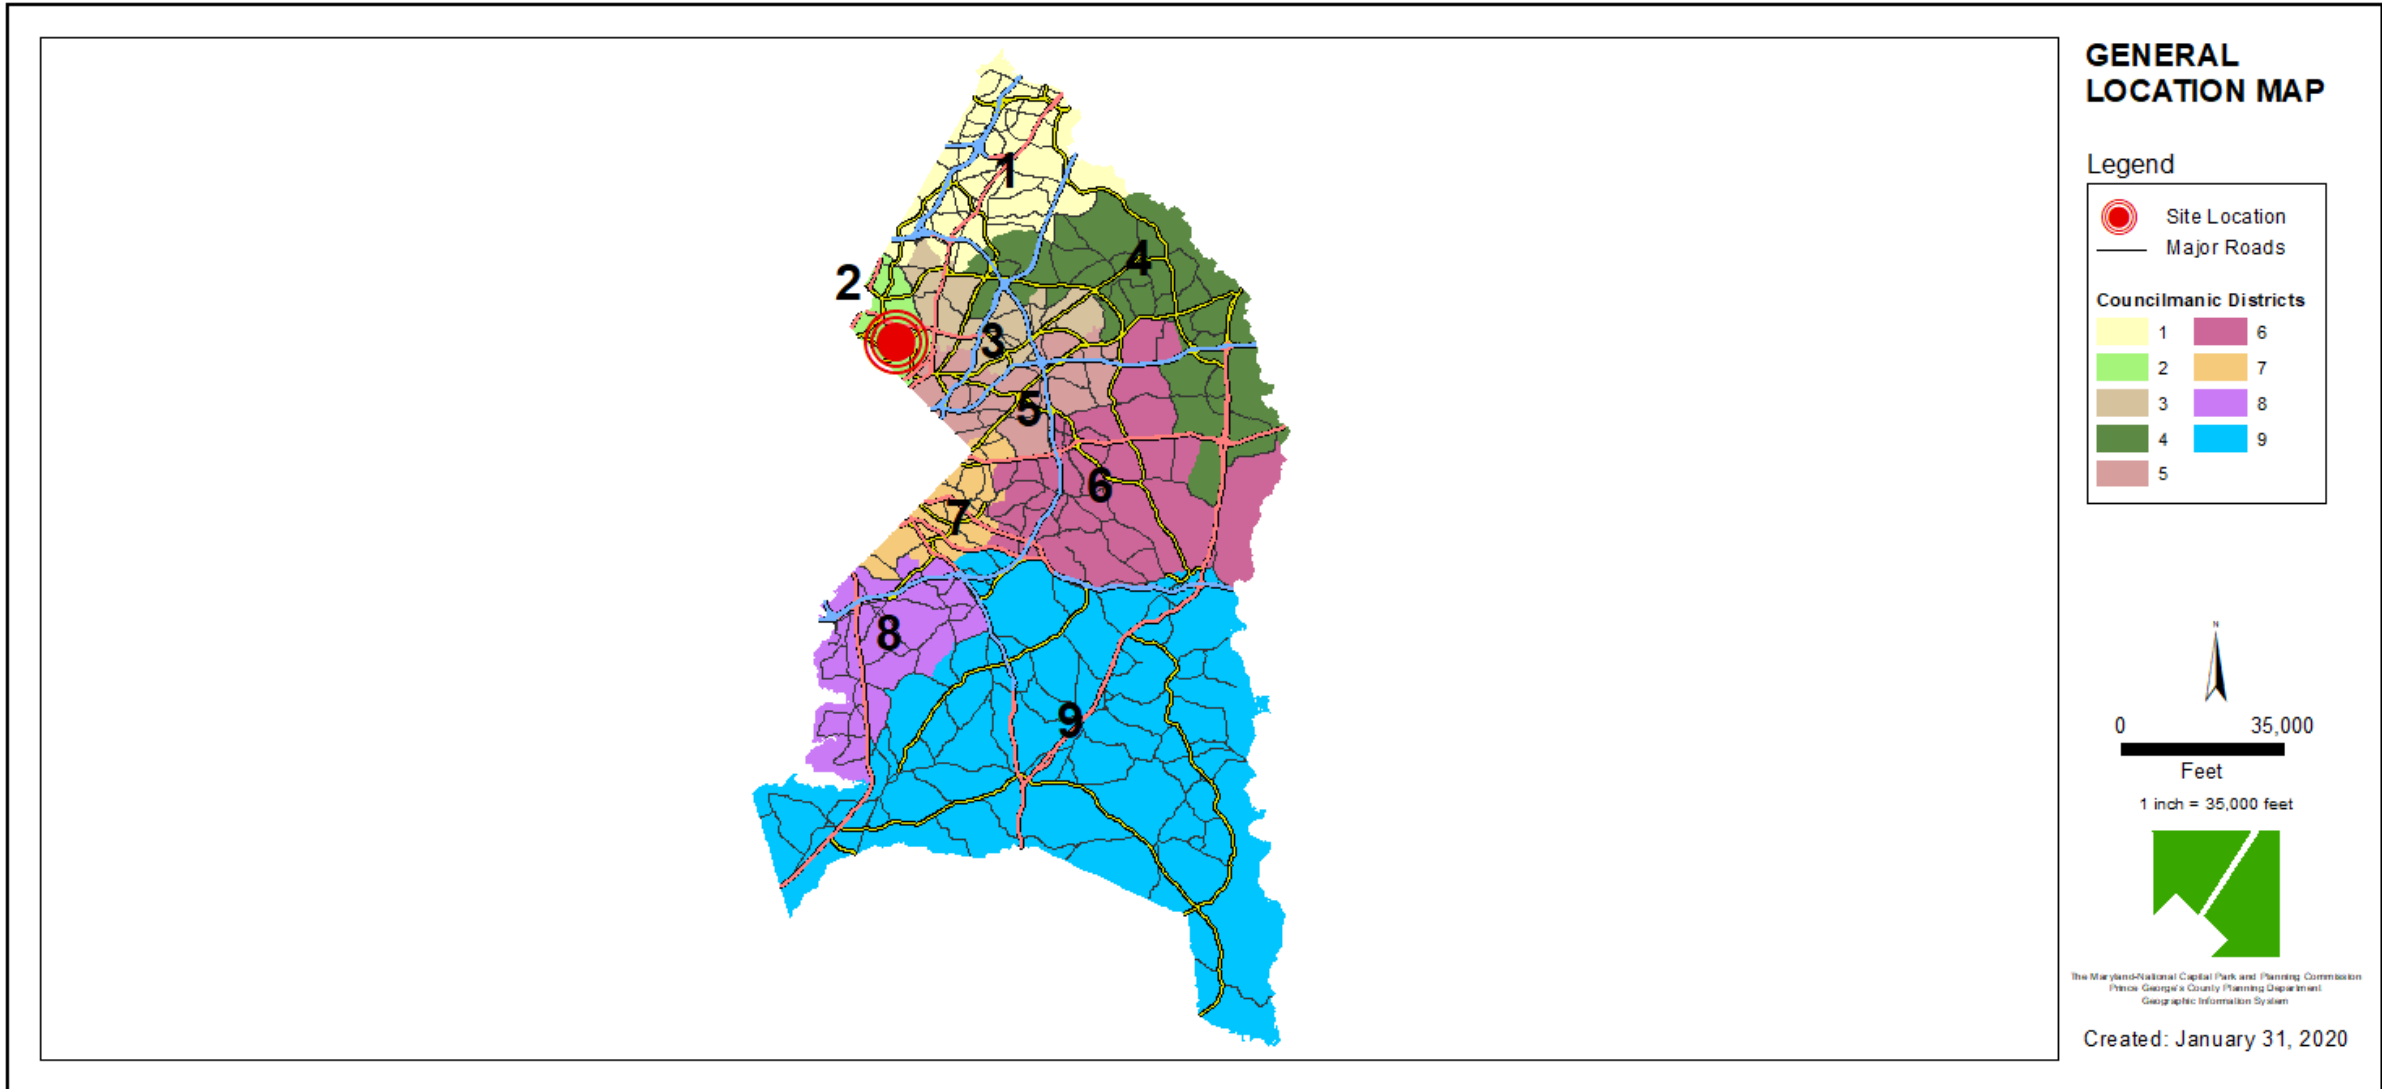 GENERAL
LOCATION MAP
Legend
Site Location
Major Roads
Councilmanic Districts
1 6
2 7
3 8
4 9
5
1
2
4
3
5
6
7
8
9
N
0 35,000
Feet
1 inch = 35,000 feet
The Maryland-National Capital Park and Planning Commission
Prince George's County Planning Department
Geographic Information System
Created: January 31, 2020